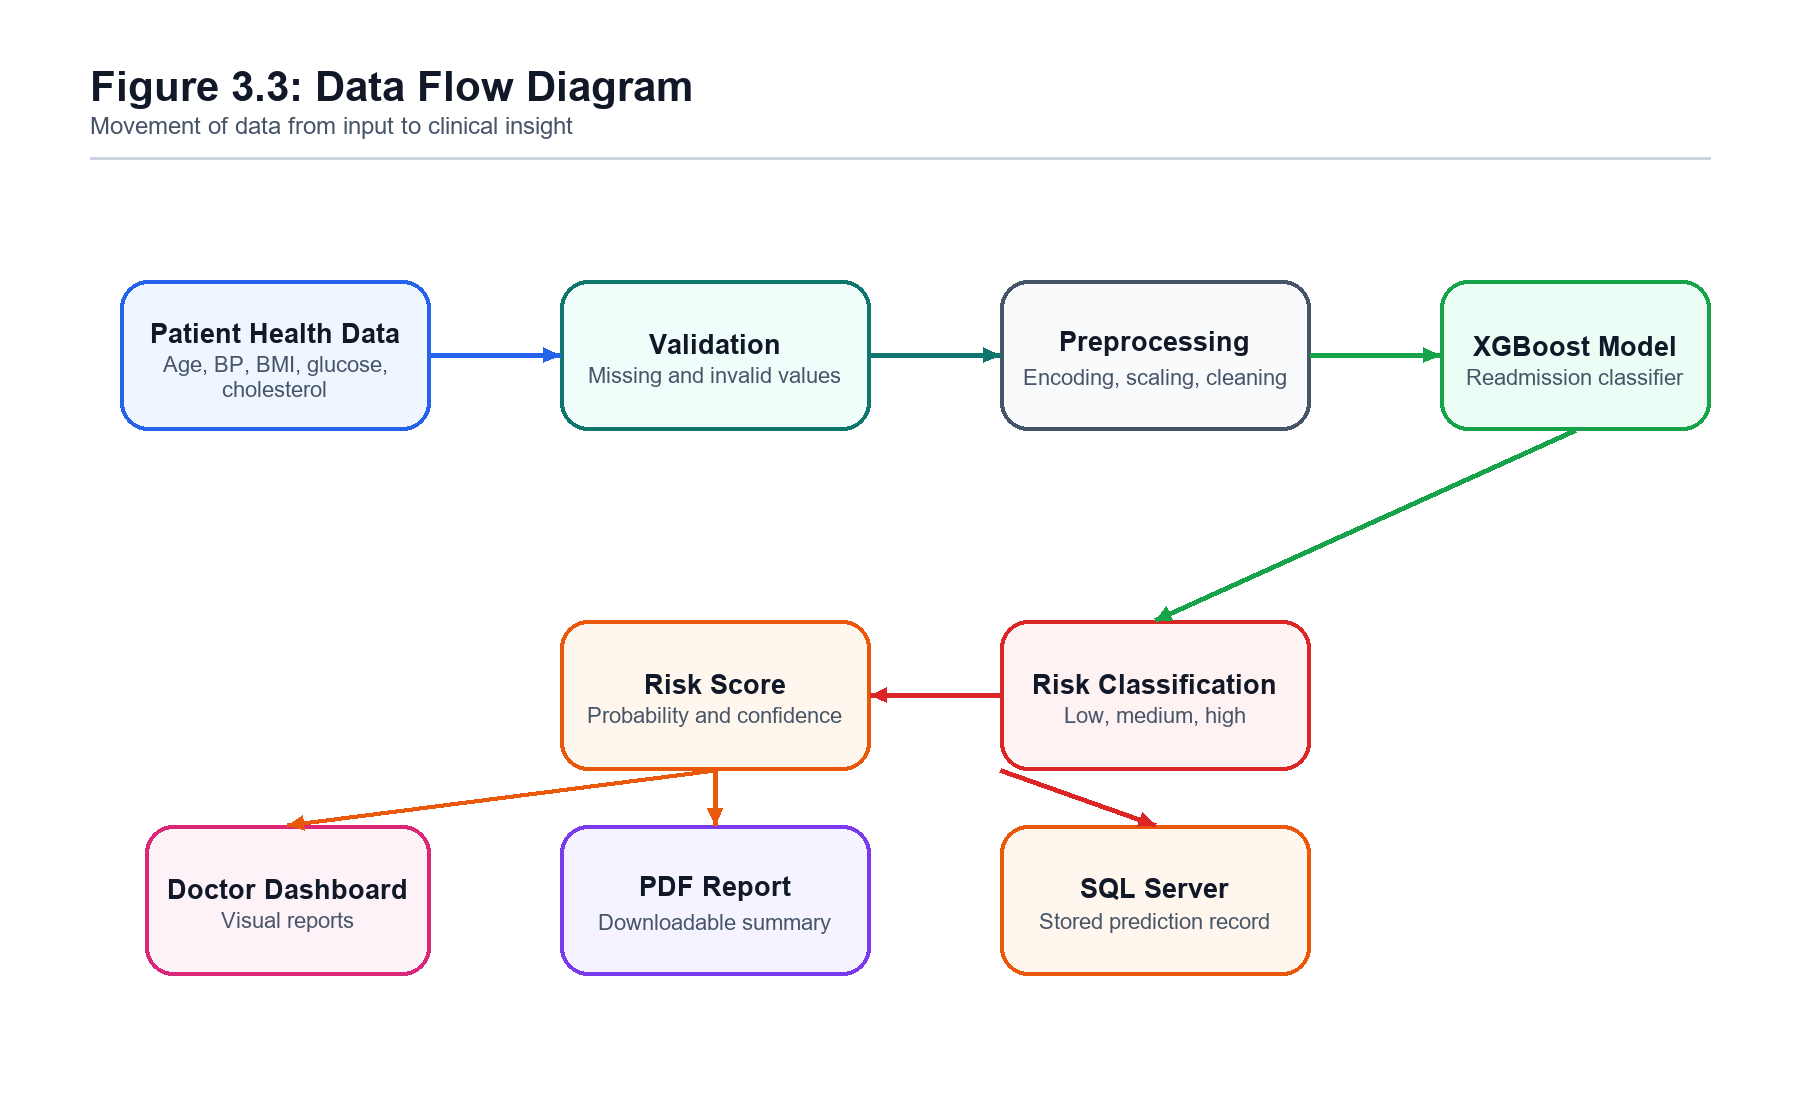 Figure 3.3: Data Flow Diagram
Movement of data from input to clinical insight
Patient Health Data
Age, BP, BMI, glucose,
cholesterol
Validation
Missing and invalid values
Preprocessing
Encoding, scaling, cleaning
XGBoost Model
Readmission classifier
Risk Score
Probability and confidence
Risk Classification
Low, medium, high
Doctor Dashboard
Visual reports
PDF Report
Downloadable summary
SQL Server
Stored prediction record